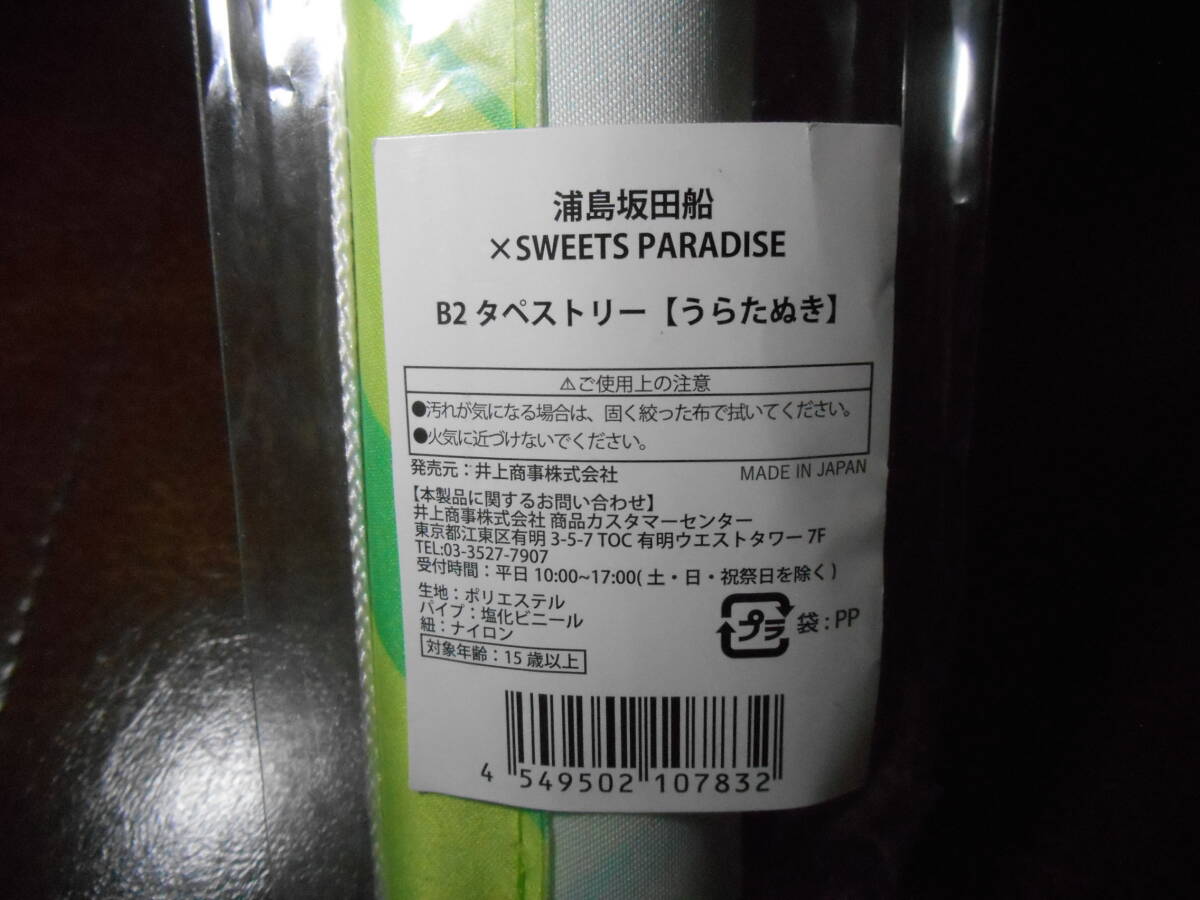 浦島坂田船
×SWEETS PARADISE
B2 タペストリー【うらたぬき】
⚠ご使用上の注意
●汚れが気になる場合は、固く絞った布で拭いてください。
●火気に近づけないでください。
発売元：井上商事株式会社 MADE IN JAPAN
【本製品に関するお問い合わせ】
井上商事株式会社 商品カスタマーセンター
東京都江東区有明 3-5-7 TOC 有明ウエストタワー 7F
TEL:03-3527-7907
受付時間：平日 10:00~17:00( 土・日・祝祭日を除く )
生地：ポリエステル
パイプ：塩化ビニール
紐：ナイロン
プラ 袋 : PP
対象年齢：15 歳以上
4 549502 107832